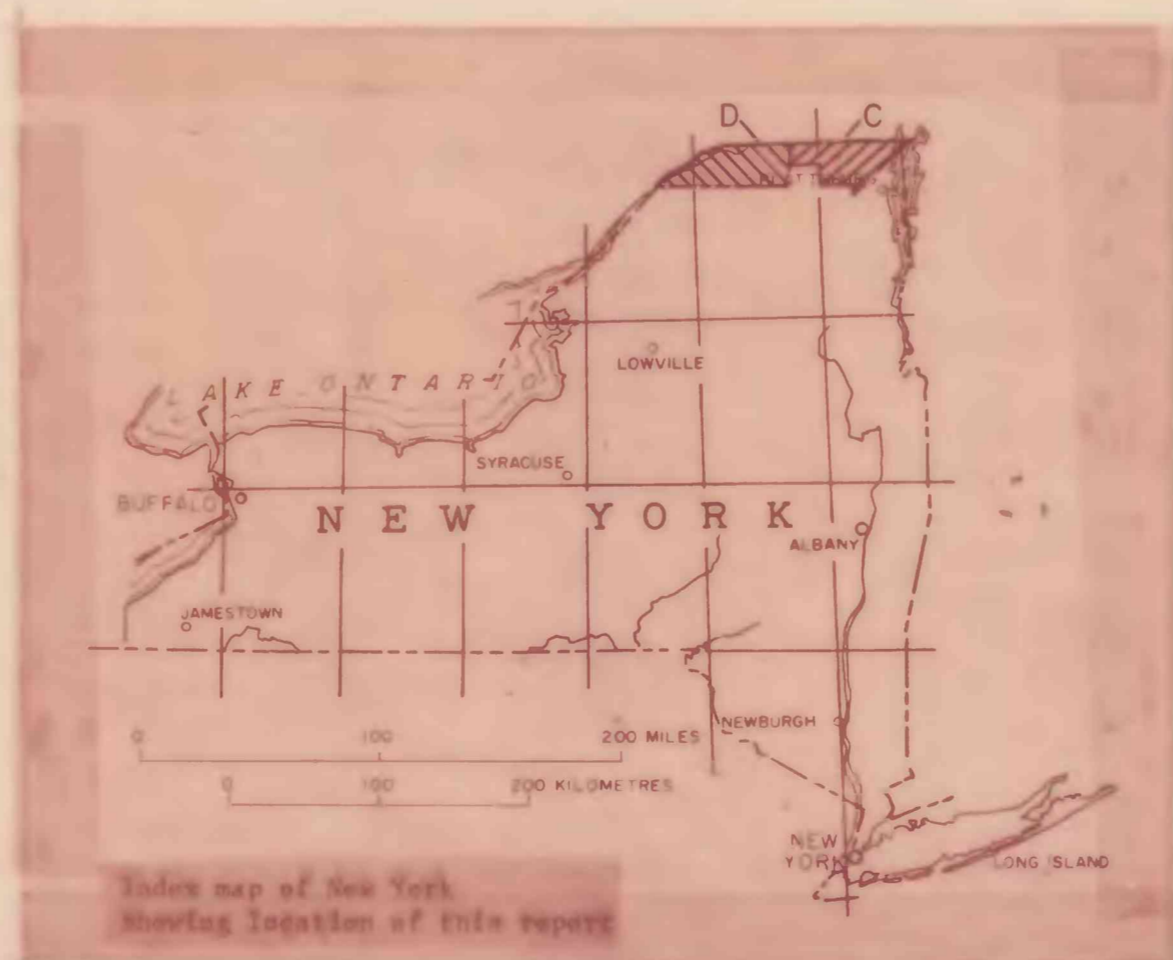 D C
LOWVILLE
LAKE ONTARIO
SYRACUSE
BUFFALO
NEW YORK
ALBANY
JAMESTOWN
NEWBURGH
0 100 200 MILES
0 100 200 KILOMETRES
NEW
YORK
LONG ISLAND
Index map of New York
Showing location of this report